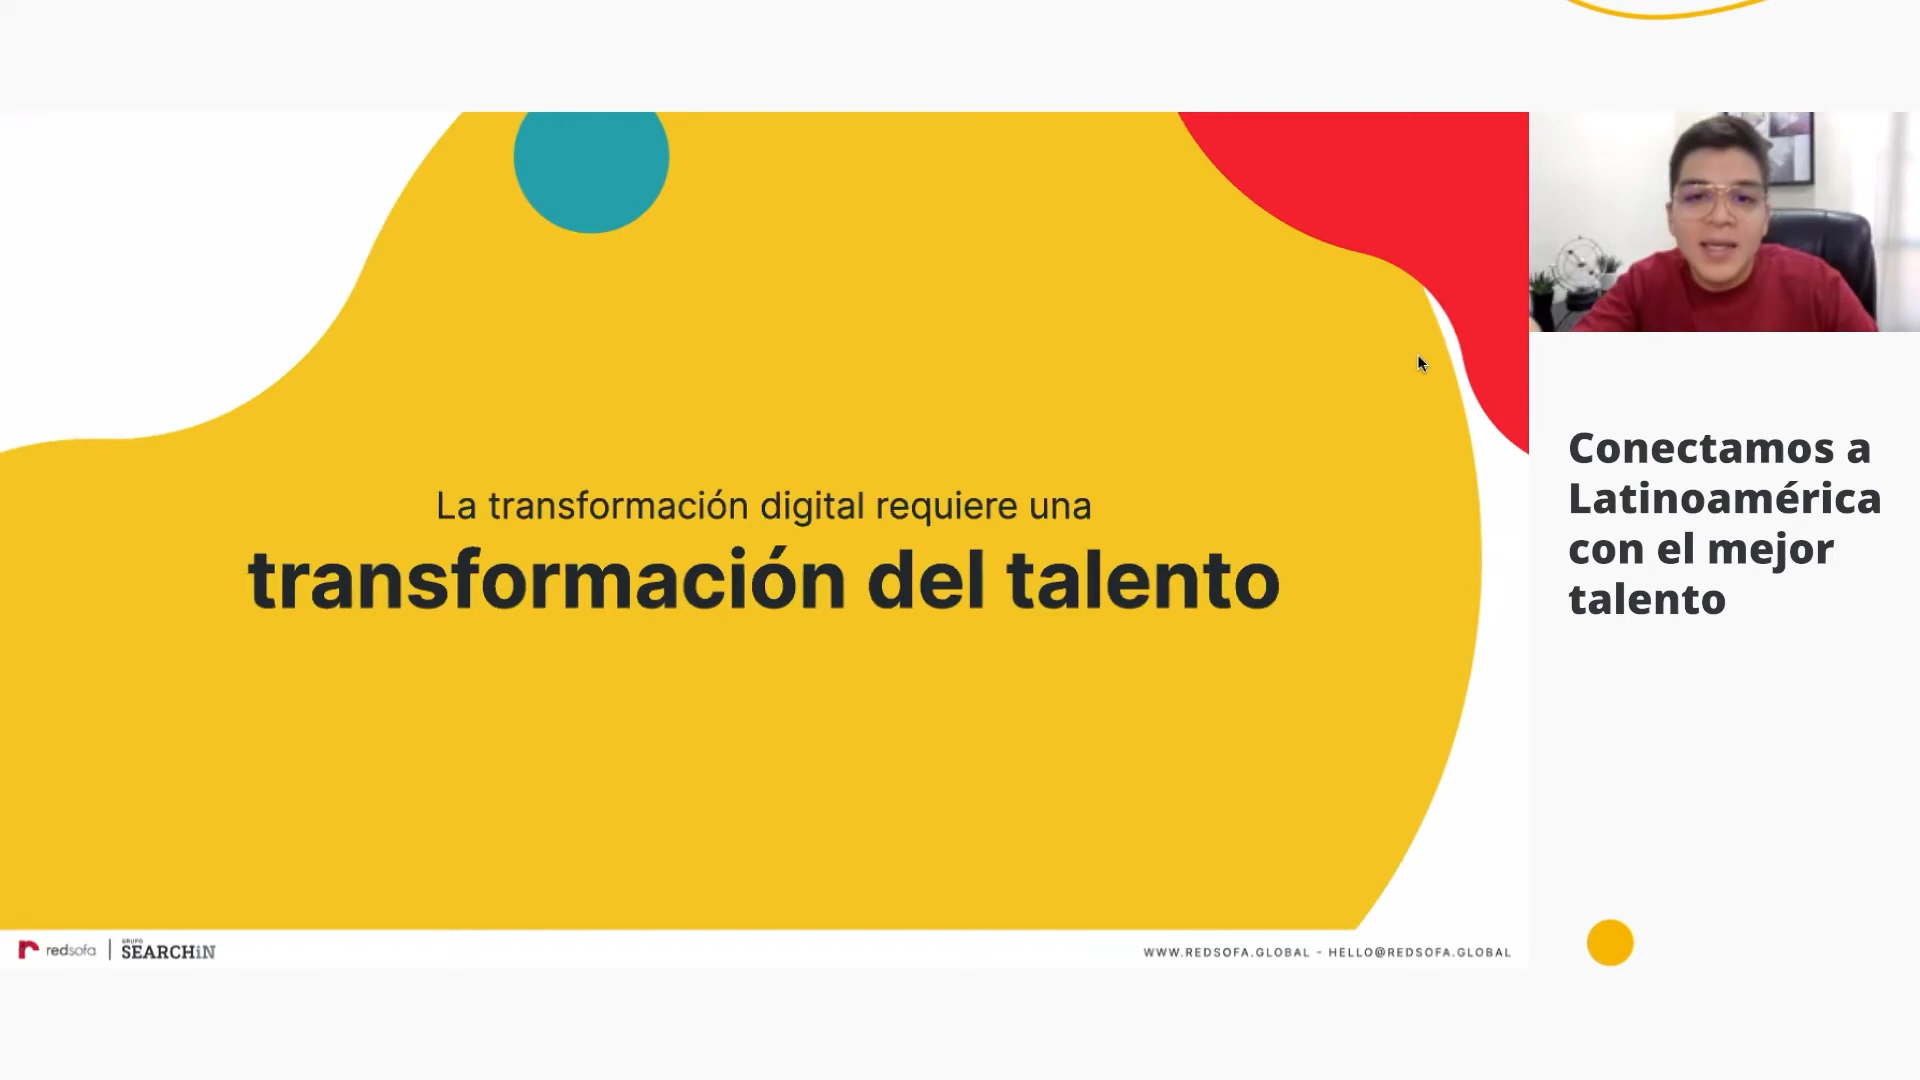 La transformación digital requiere una
transformación del talento
Conectamos a
Latinoamérica
con el mejor
talento
redsofa
GRUPO
SEARCHiN
WWW.REDSOFA.GLOBAL - HELLO@REDSOFA.GLOBAL